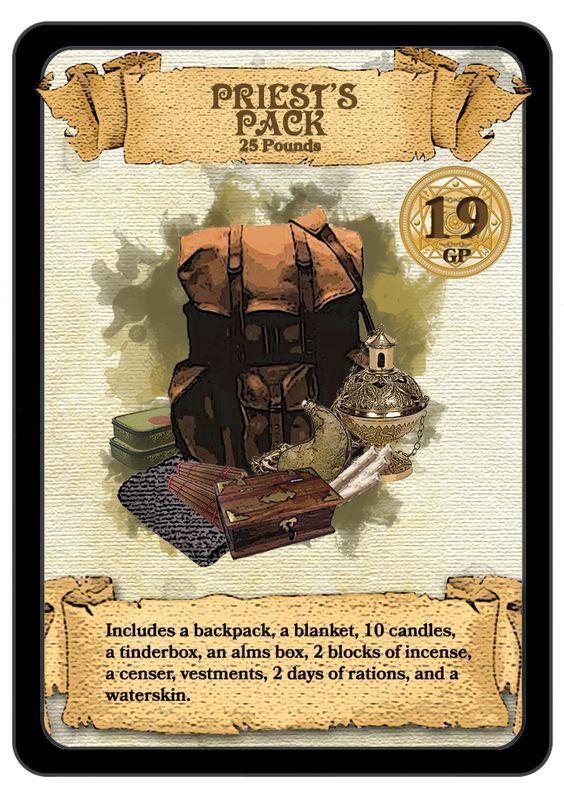 PRIEST'S
PACK
25 Pounds
19
GP
Includes a backpack, a blanket, 10 candles,
a tinderbox, an alms box, 2 blocks of incense,
a censer, vestments, 2 days of rations, and a
waterskin.